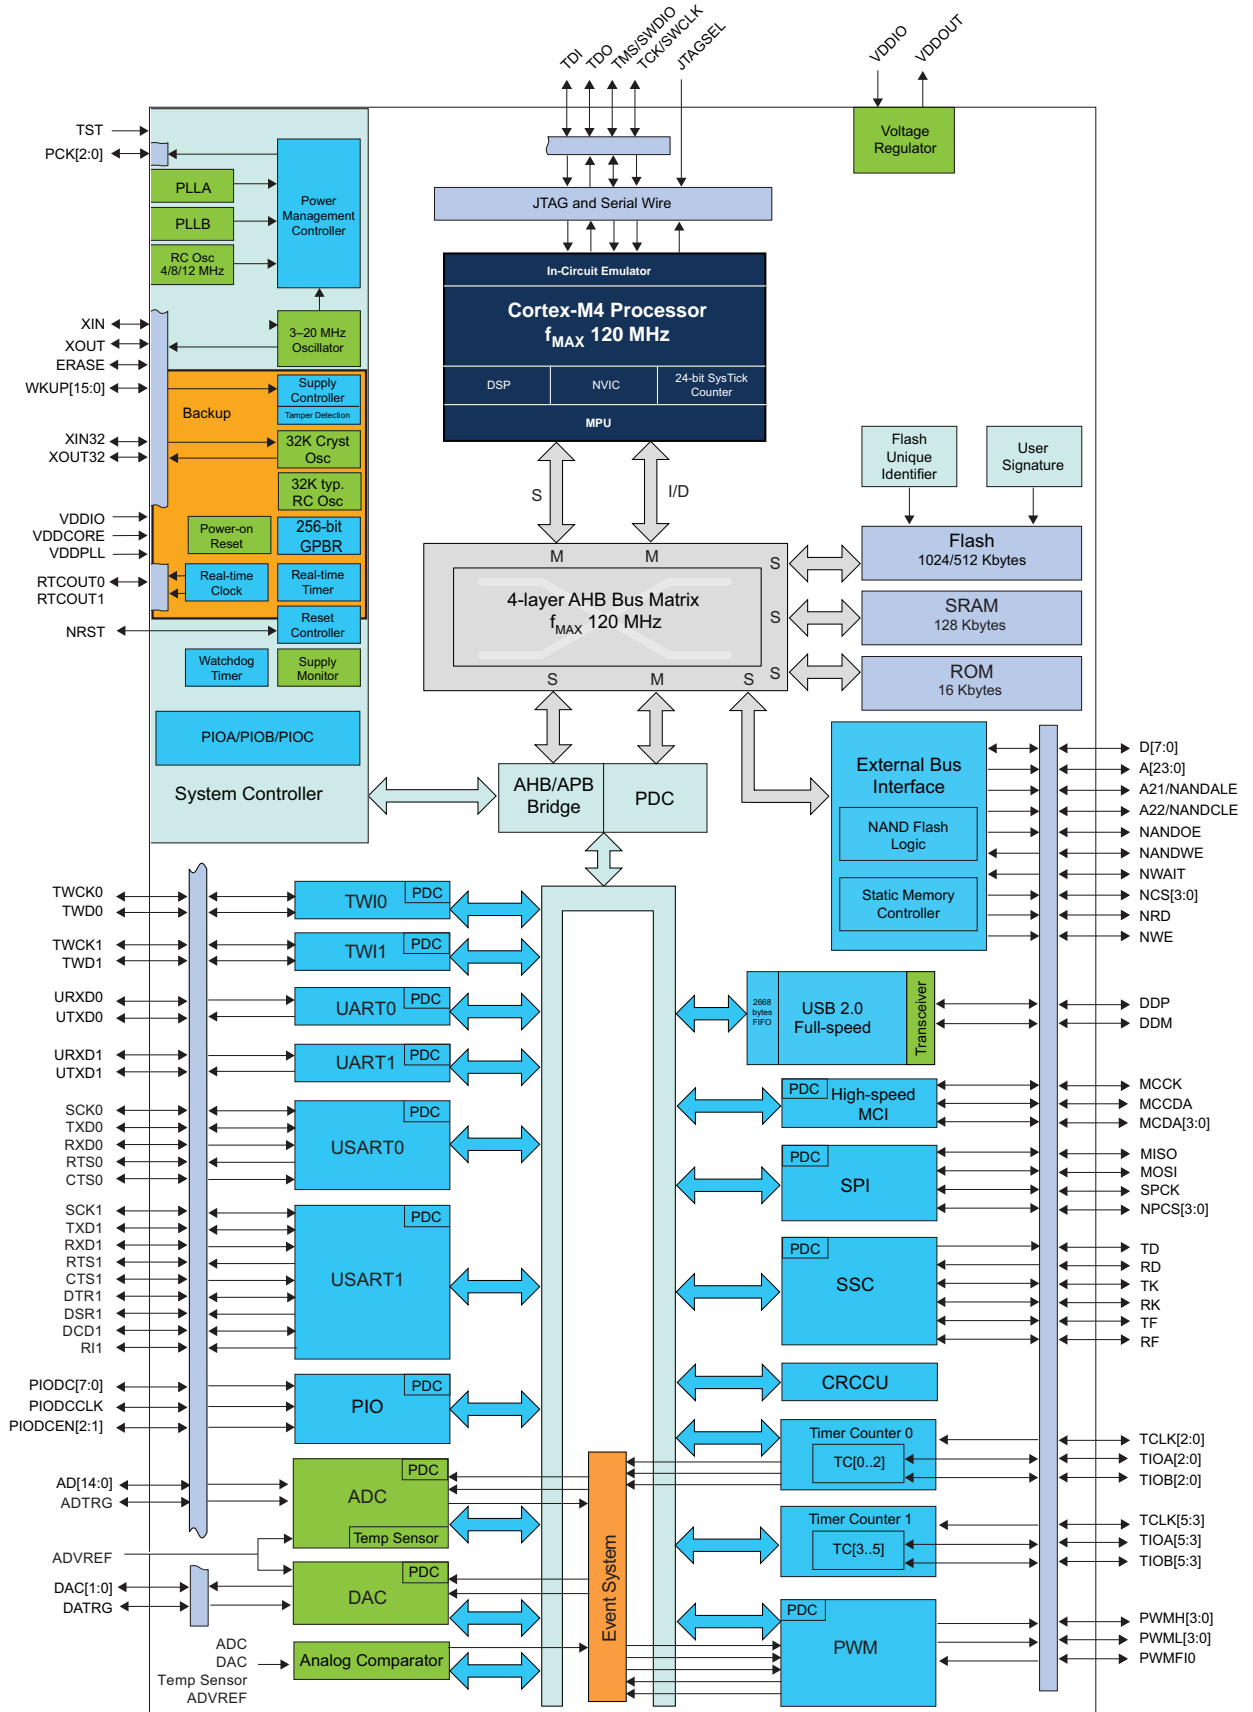 TDI
TDO
TMS/SWDIO
TCK/SWCLK
JTAGSEL
VDDIO
VDDOUT
Voltage
Regulator
TST
PCK[2:0]
PLLA
PLLB
RC Osc
4/8/12 MHz
Power
Management
Controller
JTAG and Serial Wire
In-Circuit Emulator
Cortex-M4 Processor
fMAX 120 MHz
DSP
NVIC
24-bit SysTick
Counter
MPU
XIN
XOUT
ERASE
WKUP[15:0]
3–20 MHz
Oscillator
Backup
Supply
Controller
Tamper Detection
XIN32
XOUT32
32K Cryst
Osc
32K typ.
RC Osc
VDDIO
VDDCORE
VDDPLL
Power-on
Reset
256-bit
GPBR
RTCOUT0
RTCOUT1
Real-time
Clock
Real-time
Timer
NRST
Reset
Controller
Watchdog
Timer
Supply
Monitor
PIOA/PIOB/PIOC
System Controller
Flash
Unique
Identifier
User
Signature
S
I/D
M
M
S
4-layer AHB Bus Matrix
fMAX 120 MHz
S
S
S
M
S
Flash
1024/512 Kbytes
SRAM
128 Kbytes
ROM
16 Kbytes
AHB/APB
Bridge
PDC
External Bus
Interface
NAND Flash
Logic
Static Memory
Controller
D[7:0]
A[23:0]
A21/NANDALE
A22/NANDCLE
NANDOE
NANDWE
NWAIT
NCS[3:0]
NRD
NWE
TWCK0
TWD0
TWI0
PDC
TWCK1
TWD1
TWI1
PDC
URXD0
UTXD0
UART0
PDC
URXD1
UTXD1
UART1
PDC
SCK0
TXD0
RXD0
RTS0
CTS0
USART0
PDC
SCK1
TXD1
RXD1
RTS1
CTS1
DTR1
DSR1
DCD1
RI1
USART1
PDC
PIODC[7:0]
PIODCCLK
PIODCEN[2:1]
PIO
PDC
AD[14:0]
ADTRG
ADC
PDC
Temp Sensor
ADVREF
DAC[1:0]
DATRG
DAC
PDC
ADC
DAC
Temp Sensor
ADVREF
Analog Comparator
Event System
2668
bytes
FIFO
USB 2.0
Full-speed
Transceiver
DDP
DDM
PDC
High-speed
MCI
MCCK
MCCDA
MCDA[3:0]
PDC
SPI
MISO
MOSI
SPCK
NPCS[3:0]
PDC
SSC
TD
RD
TK
RK
TF
RF
CRCCU
Timer Counter 0
TC[0..2]
TCLK[2:0]
TIOA[2:0]
TIOB[2:0]
Timer Counter 1
TC[3..5]
TCLK[5:3]
TIOA[5:3]
TIOB[5:3]
PDC
PWM
PWMH[3:0]
PWML[3:0]
PWMFI0